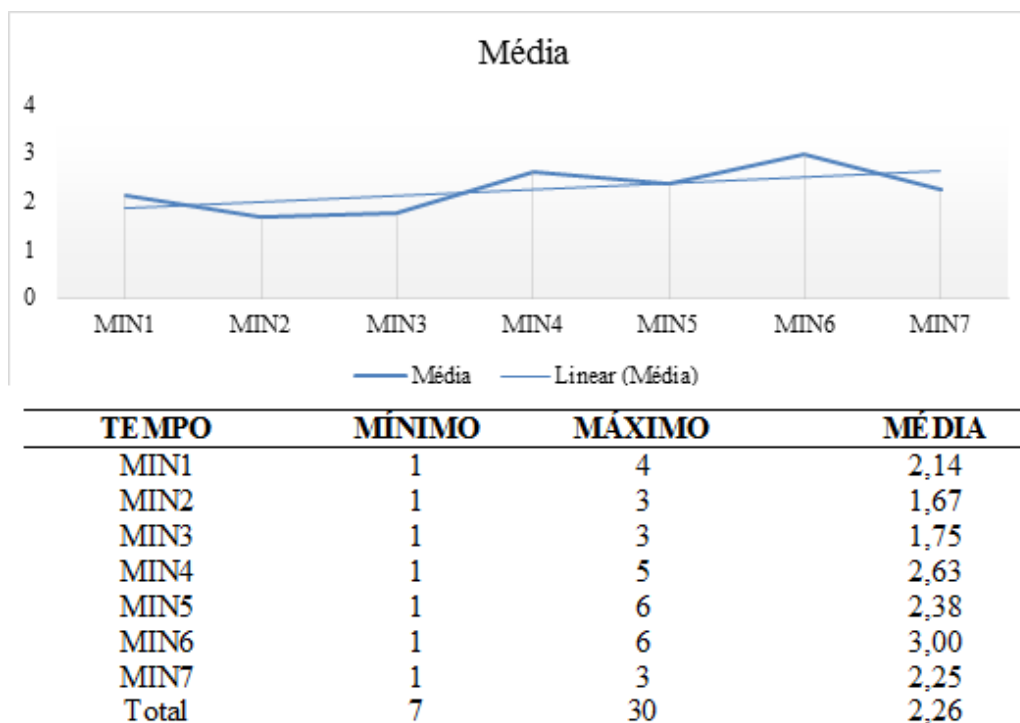 Média
4
3
2
1
0
MIN1 MIN2 MIN3 MIN4 MIN5 MIN6 MIN7
Média Linear (Média)
TEMPO MÍNIMO MÁXIMO MÉDIA
MIN1 1 4 2,14
MIN2 1 3 1,67
MIN3 1 3 1,75
MIN4 1 5 2,63
MIN5 1 6 2,38
MIN6 1 6 3,00
MIN7 1 3 2,25
Total 7 30 2,26